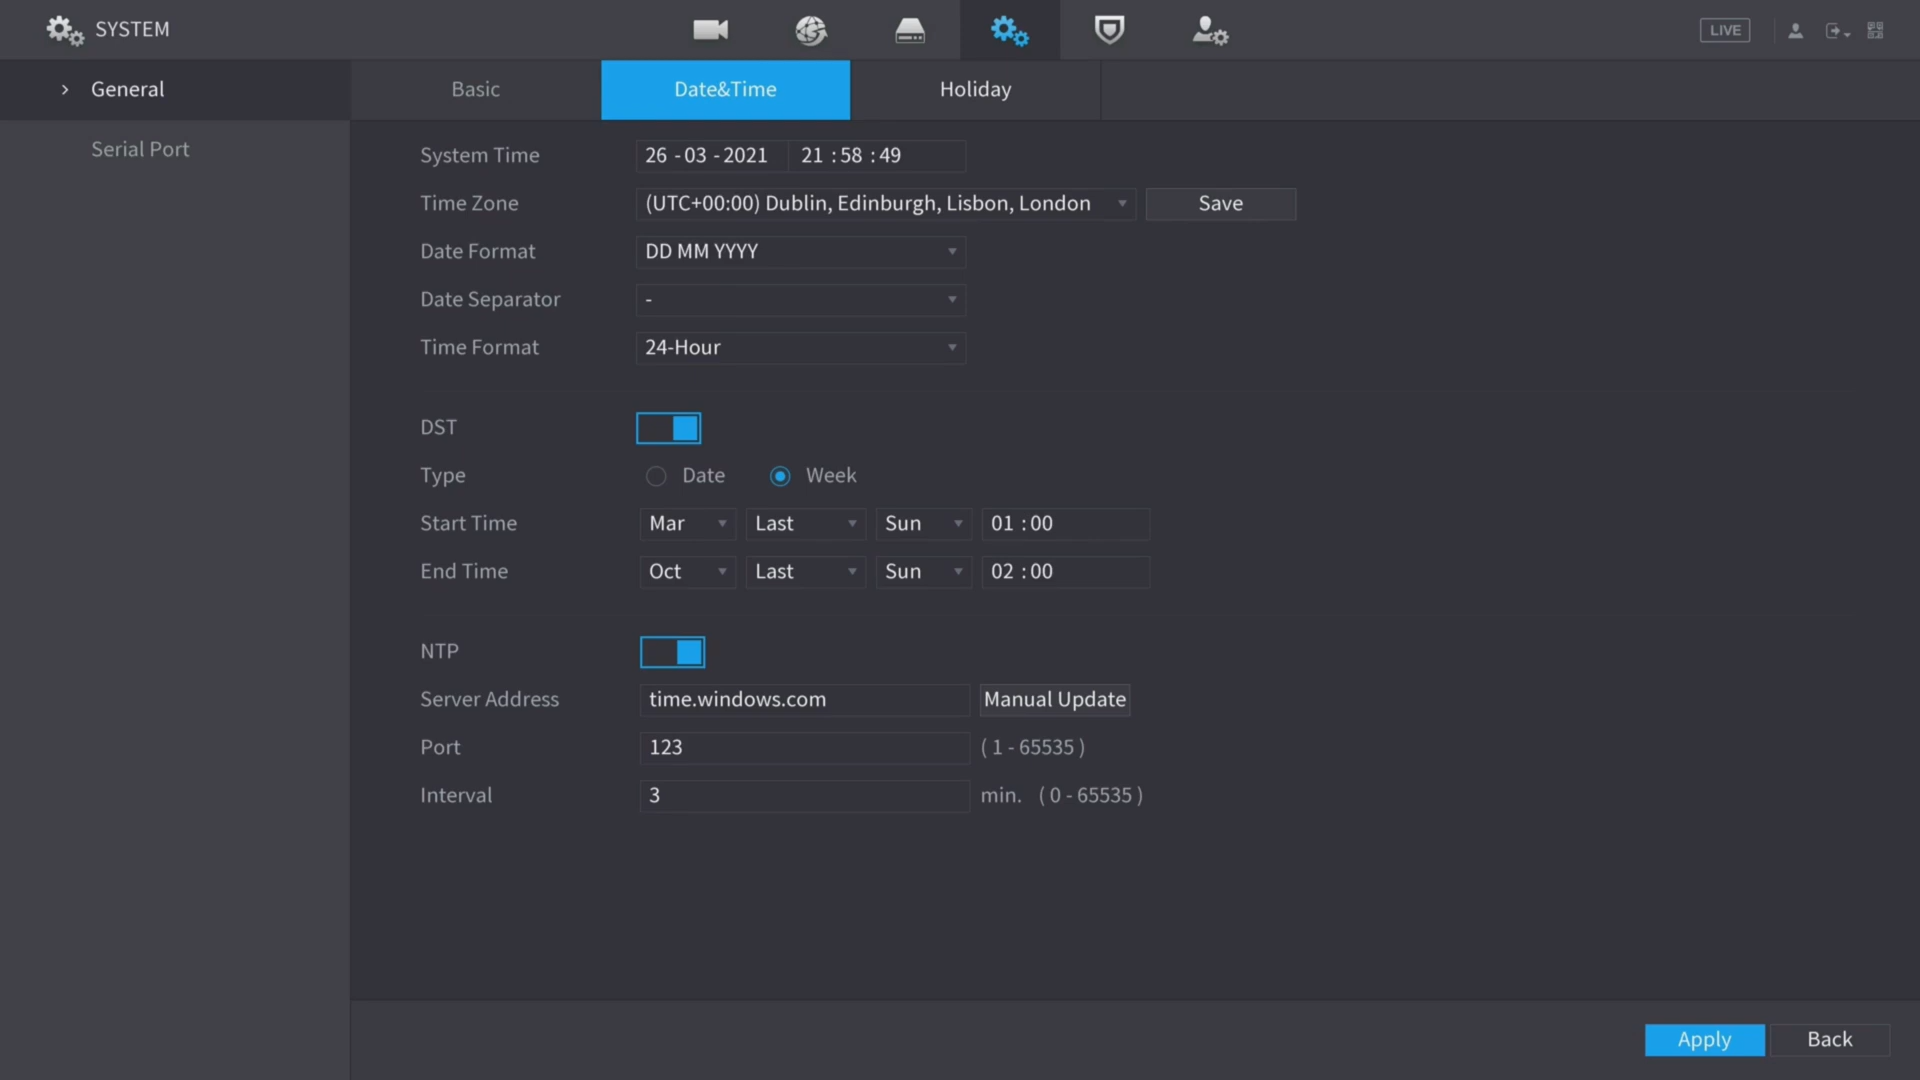 SYSTEM
LIVE
General
Basic
Date&Time
Holiday
Serial Port
System Time
26 - 03 - 2021
21 : 58 : 49
Time Zone
(UTC+00:00) Dublin, Edinburgh, Lisbon, London
Save
Date Format
DD MM YYYY
Date Separator
-
Time Format
24-Hour
DST
Type
Date
Week
Start Time
Mar
Last
Sun
01 : 00
End Time
Oct
Last
Sun
02 : 00
NTP
Server Address
time.windows.com
Manual Update
Port
123
( 1 - 65535 )
Interval
3
min. ( 0 - 65535 )
Apply
Back